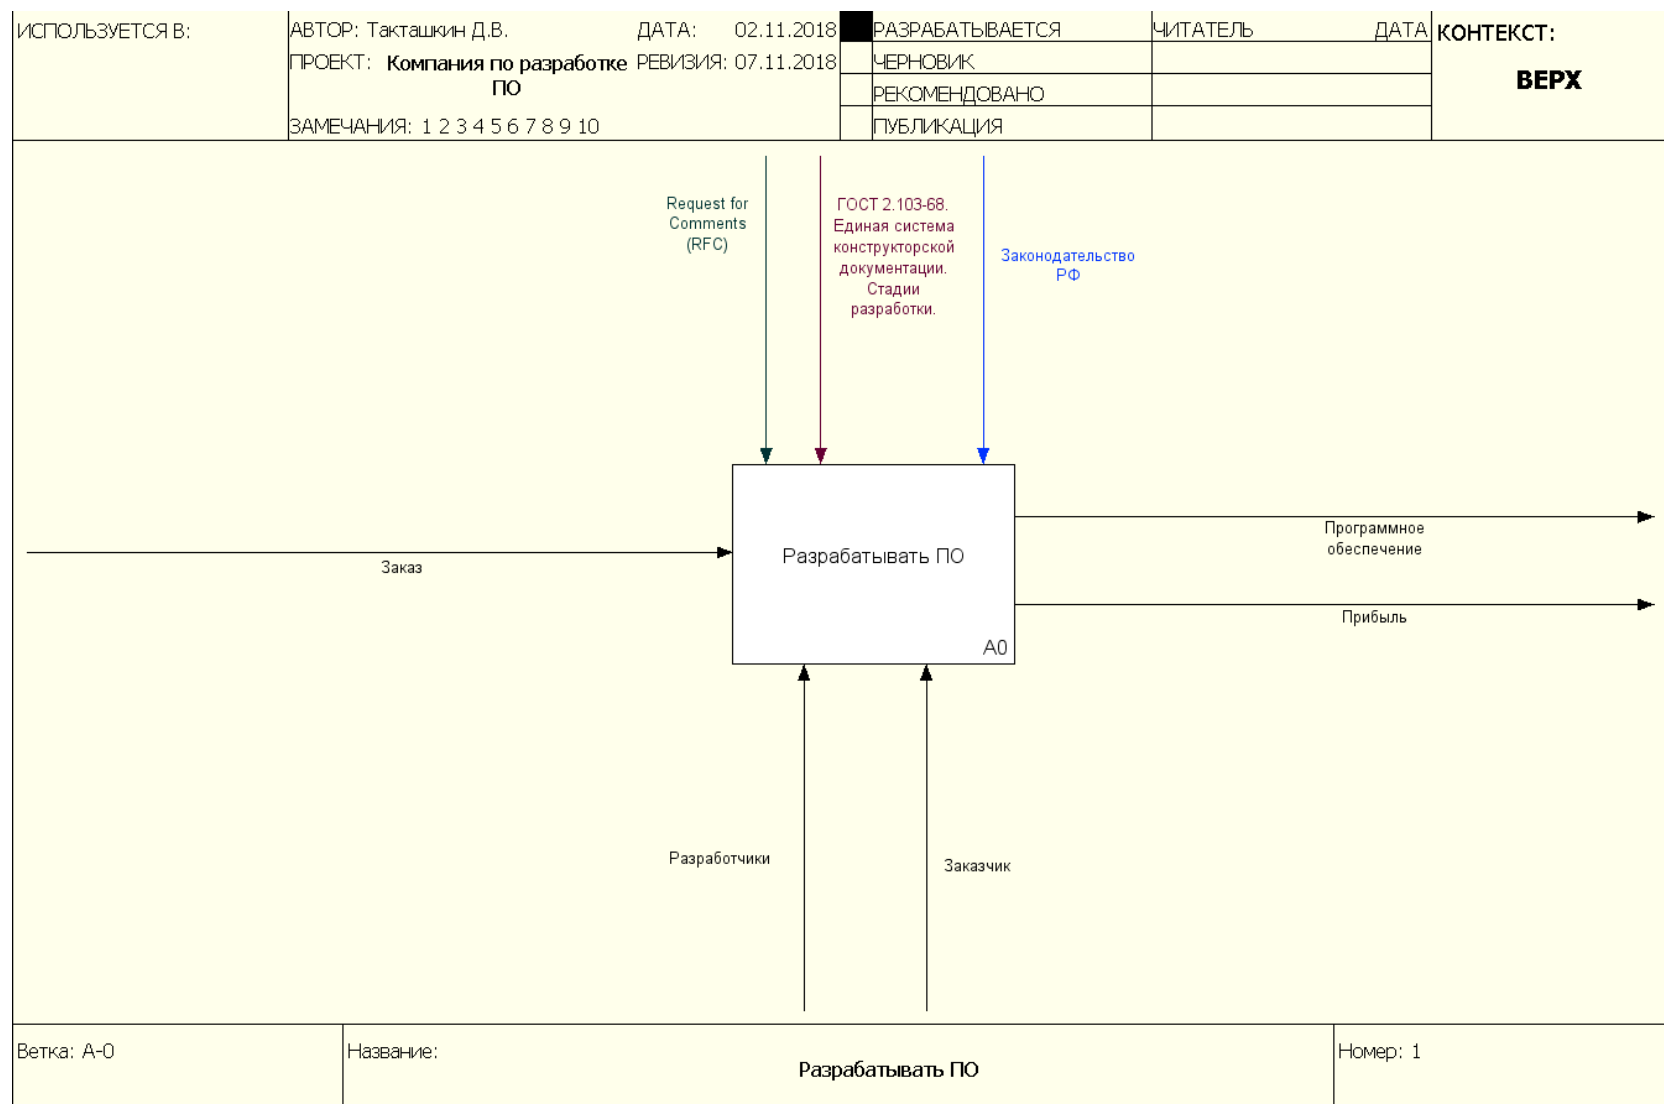 ИСПОЛЬЗУЕТСЯ В:
АВТОР: Такташкин Д.В.
ДАТА: 02.11.2018
ПРОЕКТ: Компания по разработке
ПО
РЕВИЗИЯ: 07.11.2018
ЗАМЕЧАНИЯ: 1 2 3 4 5 6 7 8 9 10
РАЗРАБАТЫВАЕТСЯ
ЧЕРНОВИК
РЕКОМЕНДОВАНО
ПУБЛИКАЦИЯ
ЧИТАТЕЛЬ
ДАТА
КОНТЕКСТ:
ВЕРХ
Request for
Comments
(RFC)
ГОСТ 2.103-68.
Единая система
конструкторской
документации.
Стадии
разработки.
Законодательство
РФ
Заказ
Разрабатывать ПО
A0
Программное
обеспечение
Прибыль
Разработчики
Заказчик
Ветка: A-0
Название:
Разрабатывать ПО
Номер: 1